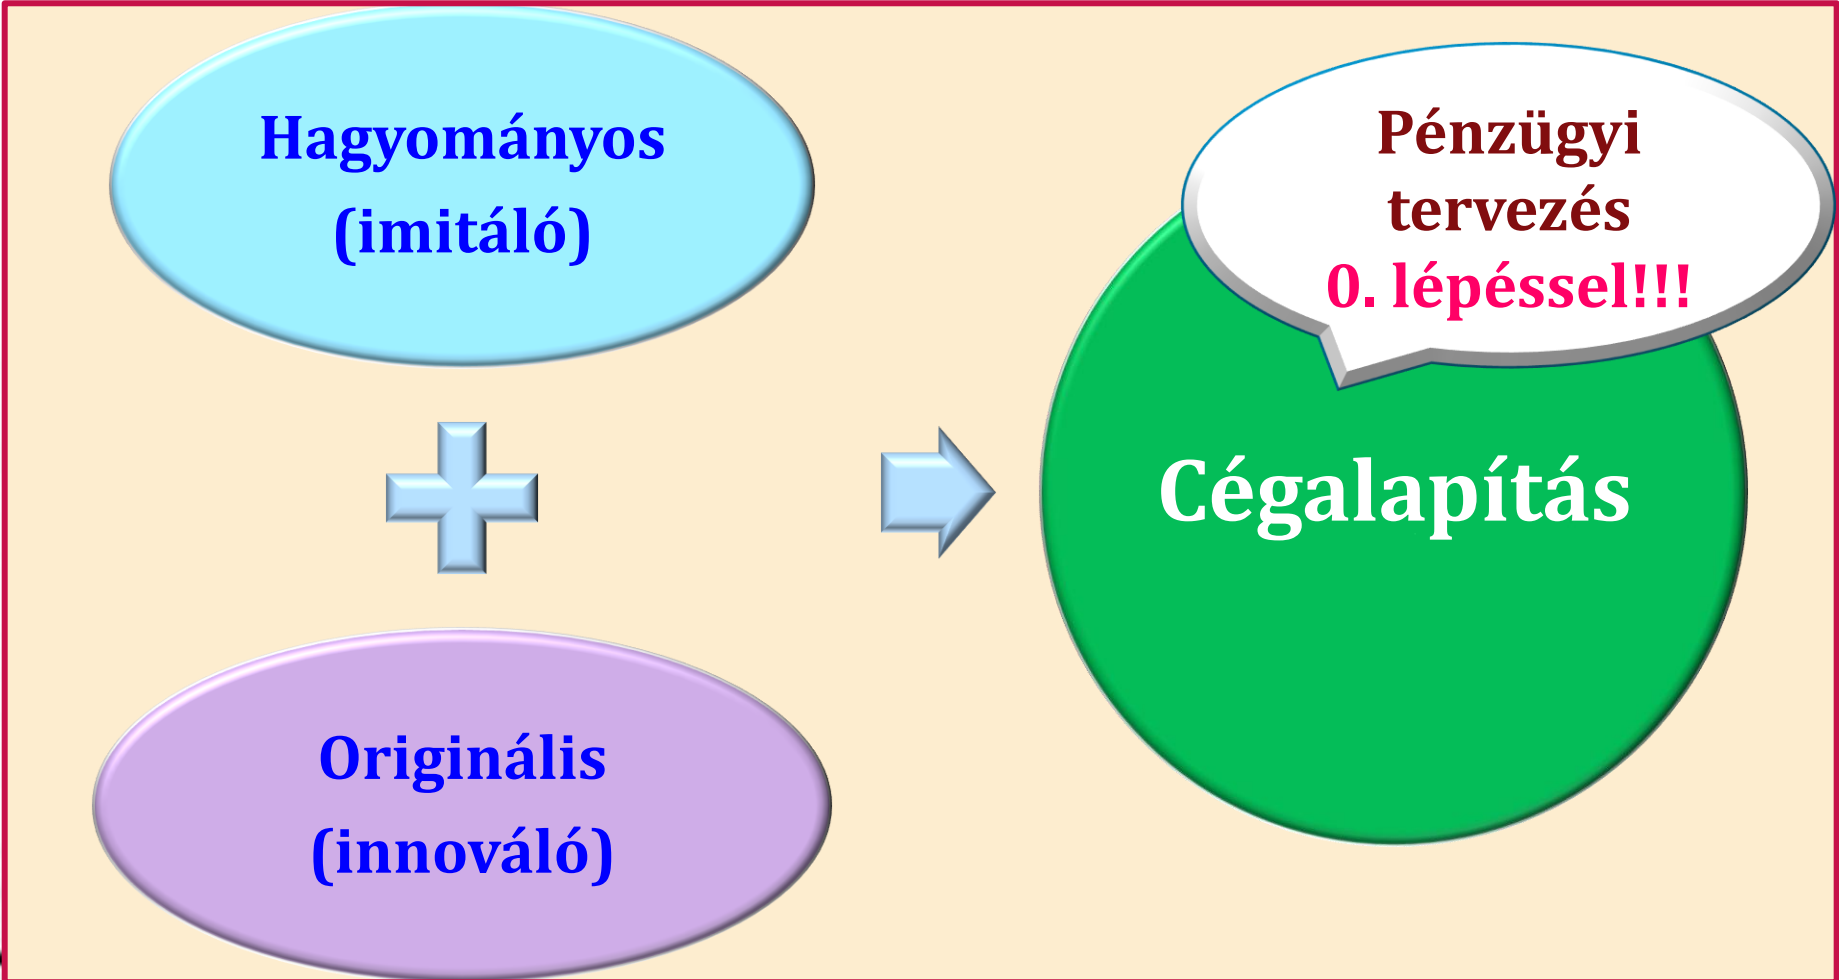 Hagyományos
(imitáló)
Originális
(innováló)
Pénzügyi
tervezés
0. lépéssel!!!
Cégalapítás